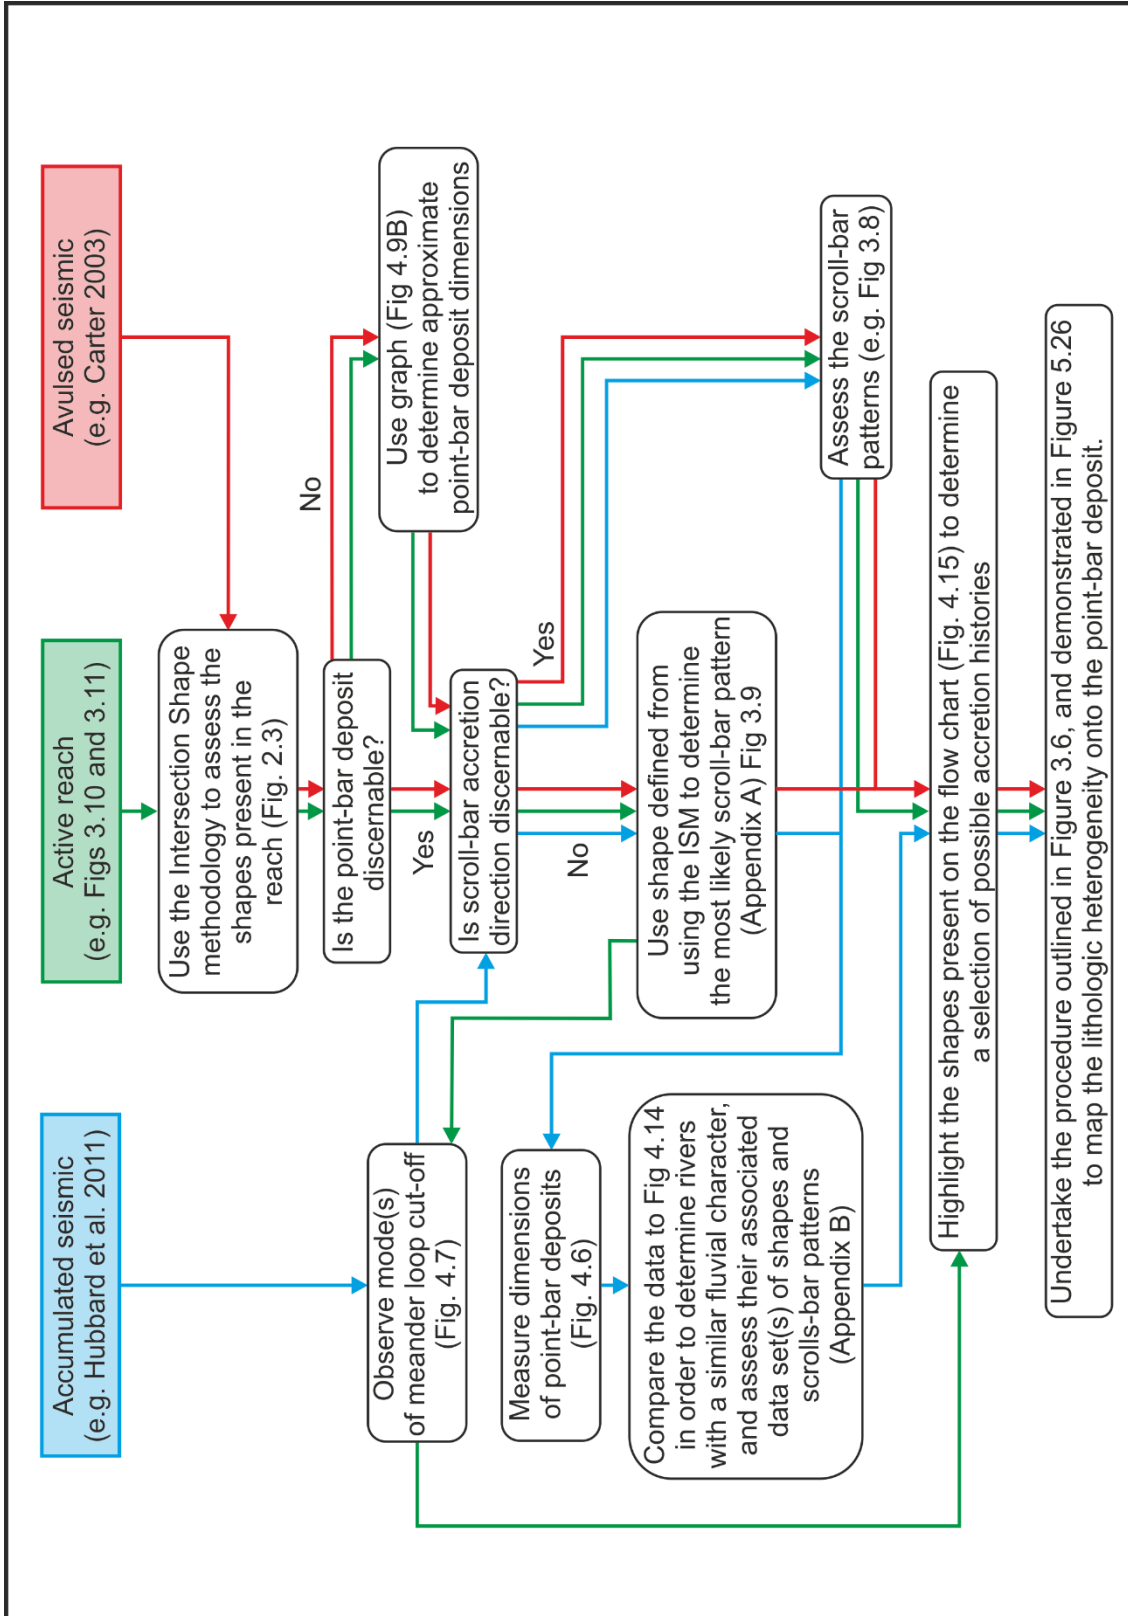 Accumulated seismic
(e.g. Hubbard et al. 2011)
Active reach
(e.g. Figs 3.10 and 3.11)
Avulsed seismic
(e.g. Carter 2003)
Use the Intersection Shape
methodology to assess the
shapes present in the
reach (Fig. 2.3)
Is the point-bar deposit
discernable?
No
Yes
Use graph (Fig 4.9B)
to determine approximate
point-bar deposit dimensions
Observe mode(s)
of meander loop cut-off
(Fig. 4.7)
Is scroll-bar accretion
direction discernable?
Yes
No
Measure dimensions
of point-bar deposits
(Fig. 4.6)
Use shape defined from
using the ISM to determine
the most likely scroll-bar pattern
(Appendix A) Fig 3.9
Assess the scroll-bar
patterns (e.g. Fig 3.8)
Compare the data to Fig 4.14
in order to determine rivers
with a similar fluvial character,
and assess their associated
data set(s) of shapes and
scrolls-bar patterns
(Appendix B)
Highlight the shapes present on the flow chart (Fig. 4.15) to determine
a selection of possible accretion histories
Undertake the procedure outlined in Figure 3.6, and demonstrated in Figure 5.26
to map the lithologic heterogeneity onto the point-bar deposit.